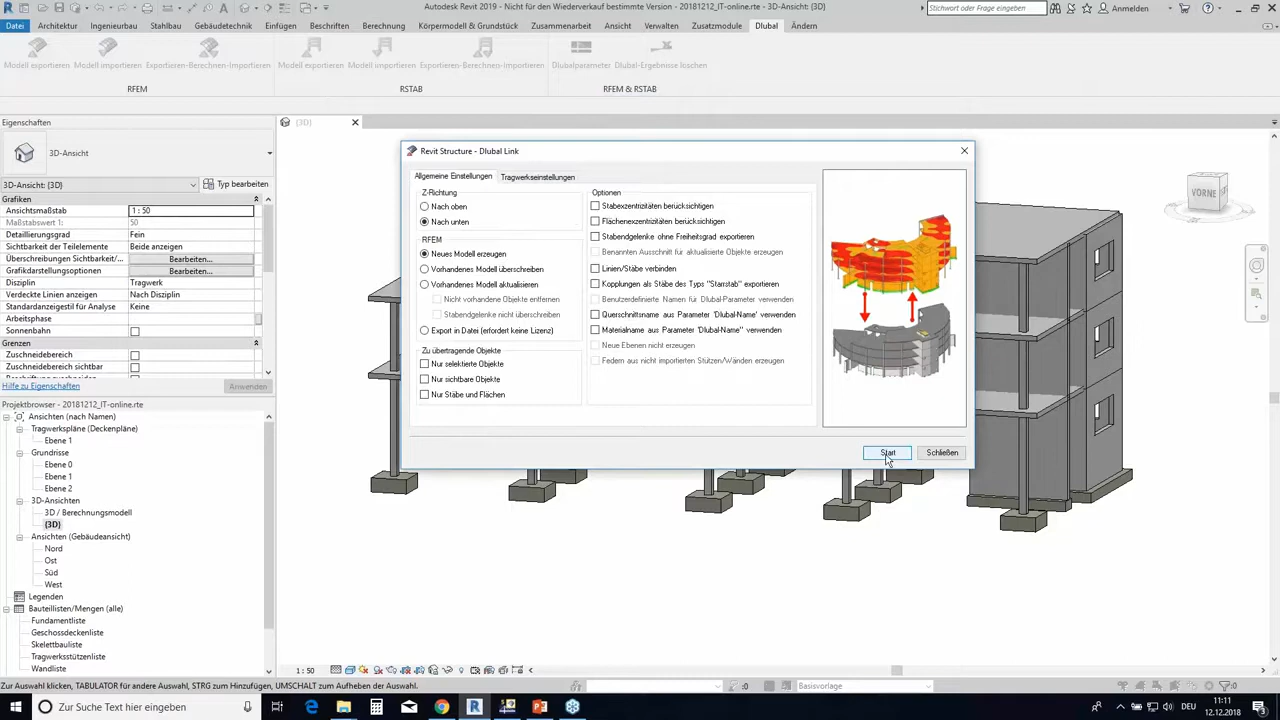 Autodesk Revit 2019 - Nicht für den Wiederverkauf bestimmte Version - 20181212_IT-online.rte - 3D-Ansicht: {3D}
Stichwort oder Frage eingeben
Anmelden
Datei Architektur Ingenieurbau Stahlbau Gebäudetechnik Einfügen Beschriften Berechnung Körpermodell & Grundstück Zusammenarbeit Ansicht Verwalten Zusatzmodule Dlubal Ändern
Modell exportieren Modell importieren Exportieren-Berechnen-Importieren Modell exportieren Modell importieren Exportieren-Berechnen-Importieren Dlubalparameter Dlubal-Ergebnisse löschen
RFEM RSTAB RFEM & RSTAB
Eigenschaften
{3D}
3D-Ansicht
3D-Ansicht: {3D}
Typ bearbeiten
Grafiken
Ansichtsmaßstab 1 : 50
Maßstabswert 1: 50
Detaillierungsgrad Fein
Sichtbarkeit der Teilelemente Beide anzeigen
Überschreibungen Sichtbarkeit/... Bearbeiten...
Grafikdarstellungsoptionen Bearbeiten...
Disziplin Tragwerk
Verdeckte Linien anzeigen Nach Disziplin
Standardanzeigestil für Analyse Keine
Arbeitsphase
Sonnenbahn
Grenzen
Zuschneidebereich
Zuschneidebereich sichtbar
Hilfe zu Eigenschaften
Anwenden
Projektbrowser - 20181212_IT-online.rte
Ansichten (nach Namen)
Tragwerkspläne (Deckenpläne)
Ebene 1
Grundrisse
Ebene 0
Ebene 1
Ebene 2
3D-Ansichten
3D / Berechnungsmodell
{3D}
Ansichten (Gebäudeansicht)
Nord
Ost
Süd
West
Legenden
Bauteillisten/Mengen (alle)
Fundamentliste
Geschossdeckenliste
Skelettbauliste
Tragwerksstützenliste
Wandliste
Revit Structure - Dlubal Link
Allgemeine Einstellungen
Tragwerkseinstellungen
Z-Richtung
Nach oben
Nach unten
RFEM
Neues Modell erzeugen
Vorhandenes Modell überschreiben
Vorhandenes Modell aktualisieren
Nicht vorhandene Objekte entfernen
Stabendgelenke nicht überschreiben
Export in Datei (erfordert keine Lizenz)
Zu übertragende Objekte
Nur selektierte Objekte
Nur sichtbare Objekte
Nur Stäbe und Flächen
Optionen
Stabexzentrizitäten berücksichtigen
Flächenexzentrizitäten berücksichtigen
Stabendgelenke ohne Freiheitsgrad exportieren
Benannten Ausschnitt für aktualisierte Objekte erzeugen
Linien/Stäbe verbinden
Kopplungen als Stäbe des Typs "Starrstab" exportieren
Benutzerdefinierte Namen für Dlubal-Parameter verwenden
Querschnittsname aus Parameter 'Dlubal-Name'' verwenden
Materialname aus Parameter 'Dlubal-Name'' verwenden
Neue Ebenen nicht erzeugen
Federn aus nicht importierten Stützen/Wänden erzeugen
Start
Schließen
VORNE
1 : 50
Zur Auswahl klicken, TABULATOR für andere Auswahl, STRG zum Hinzufügen, UMSCHALT zum Aufheben der Auswahl.
:0
Basisvorlage
:0
Zur Suche Text hier eingeben
DEU
11:11
12.12.2018